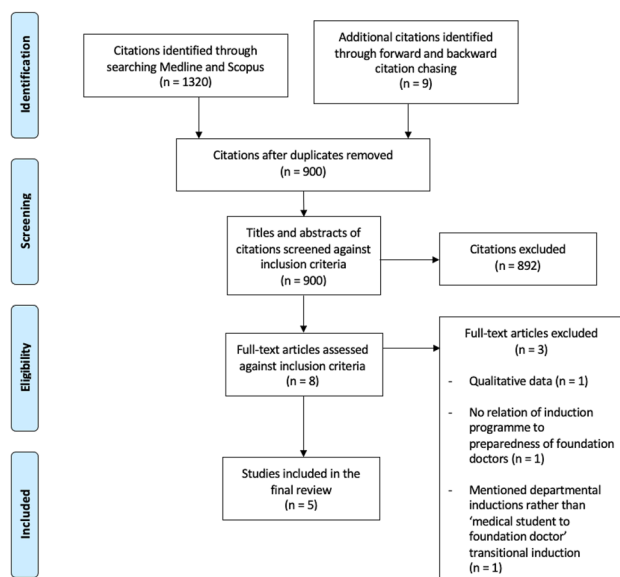 Identification
Citations identified through
searching Medline and Scopus
(n = 1320)
Additional citations identified
through forward and backward
citation chasing
(n = 9)
Citations after duplicates removed
(n = 900)
Screening
Titles and abstracts of
citations screened against
inclusion criteria
(n = 900)
Citations excluded
(n = 892)
Eligibility
Full-text articles assessed
against inclusion criteria
(n = 8)
Full-text articles excluded
(n = 3)
- Qualitative data (n = 1)
- No relation of induction
programme to
preparedness of foundation
doctors (n = 1)
- Mentioned departmental
inductions rather than
‘medical student to
foundation doctor’
transitional induction
(n = 1)
Included
Studies included in the
final review
(n = 5)